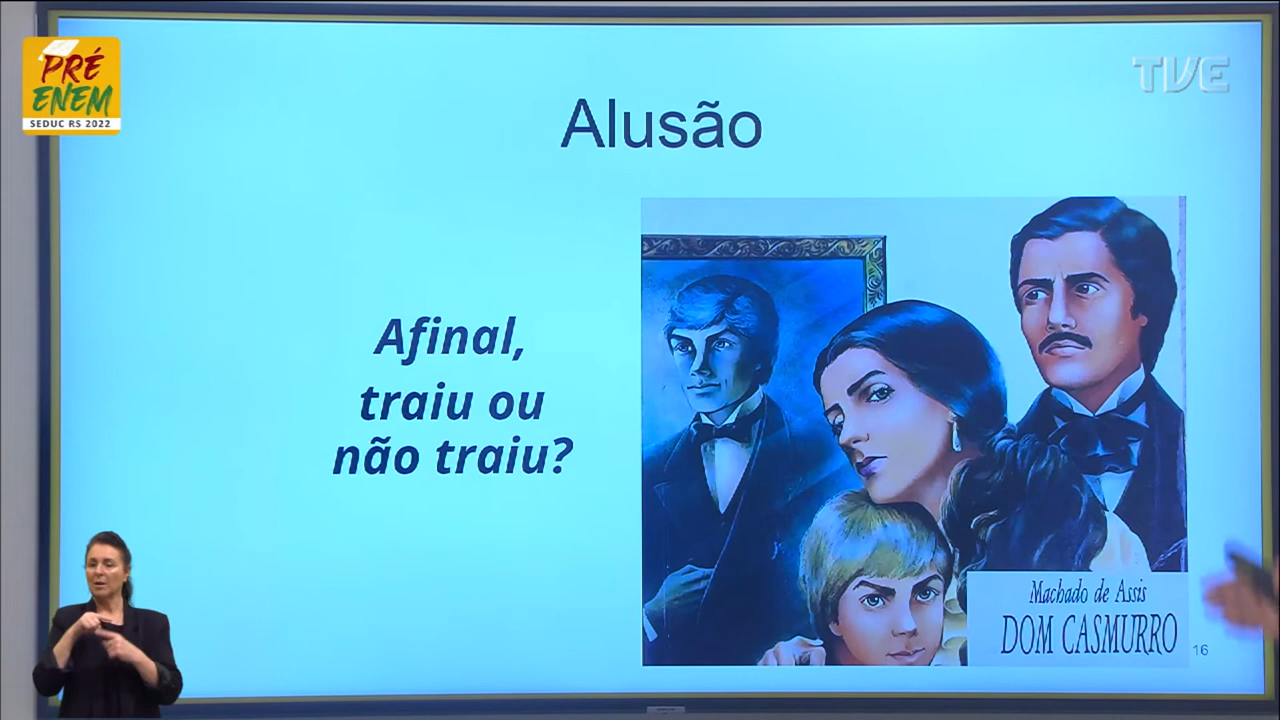 PRÉ
ENEM
SEDUC RS 2022
TVE
Alusão
Afinal,
traiu ou
não traiu?
Machado de Assis
DOM CASMURRO
16